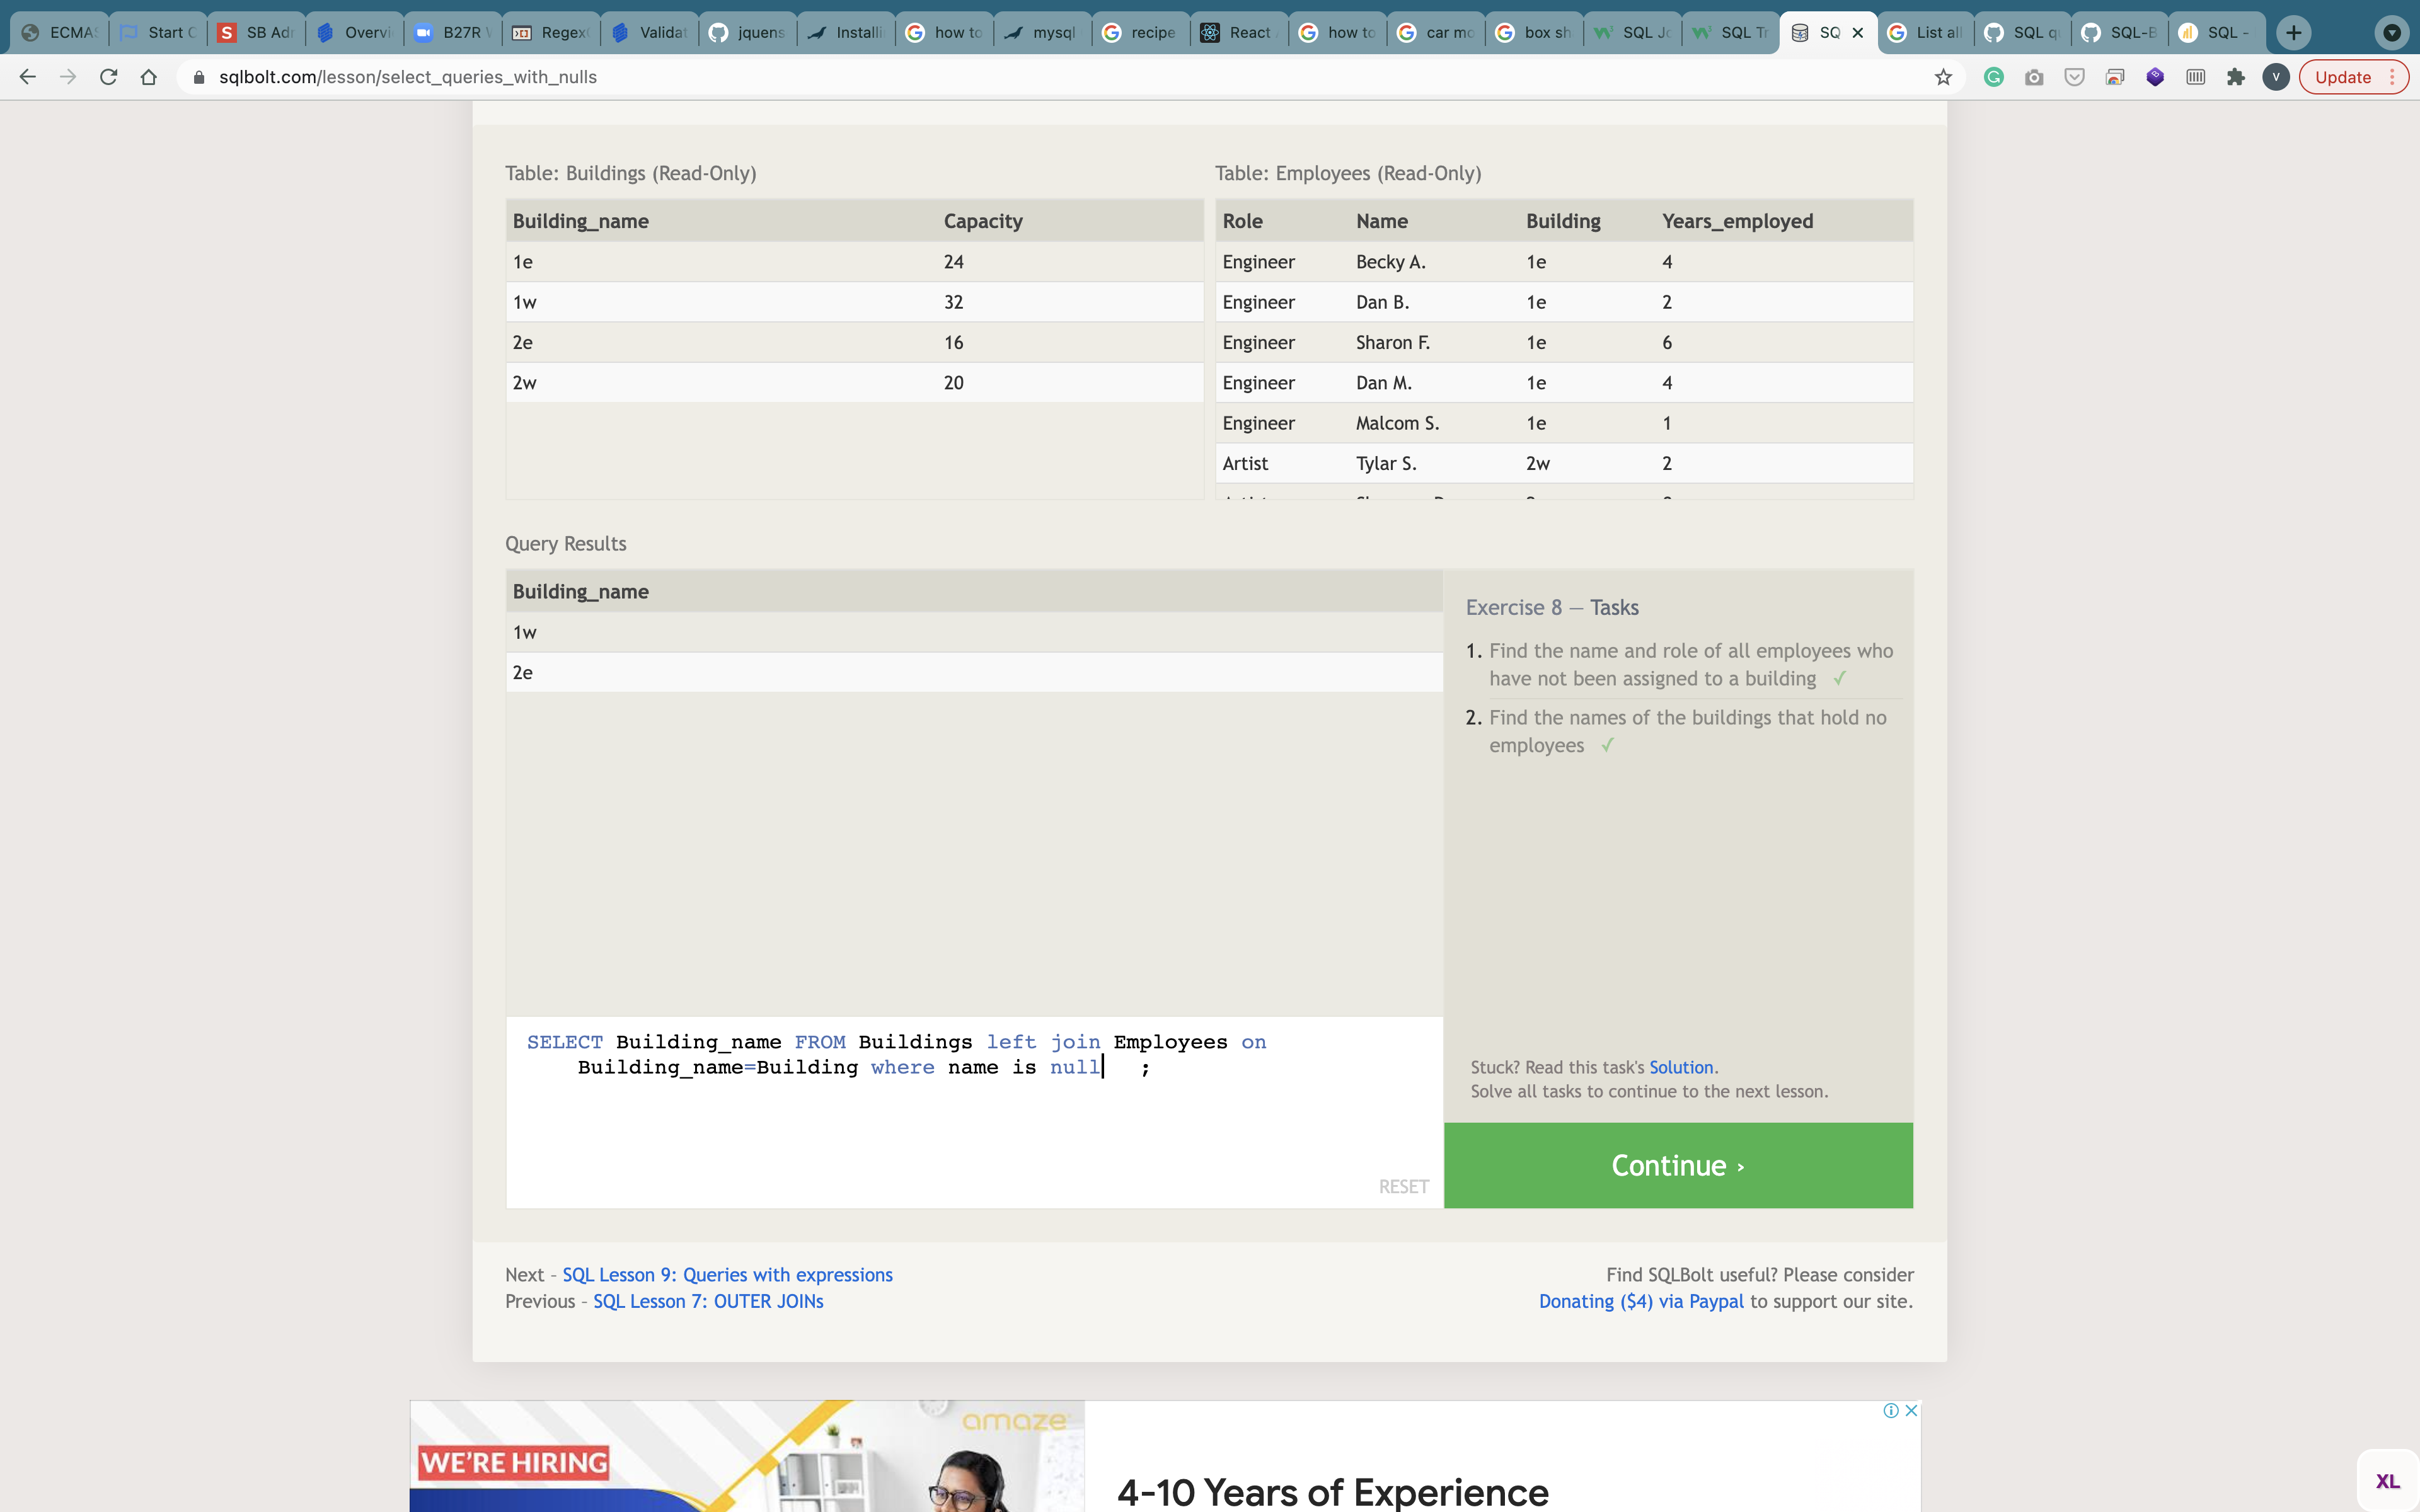 ECMA
Start
SB Ad
Overvi
B27R
Regex
Validat
jquens
Installi
how to
mysql
recipe
React
how to
car mo
box sh
SQL Jo
SQL Tr
SQ
List all
SQL q
SQL-B
SQL -
sqlbolt.com/lesson/select_queries_with_nulls
V
Update
Table: Buildings (Read-Only)
Building_name Capacity
1e 24
1w 32
2e 16
2w 20
Table: Employees (Read-Only)
Role Name Building Years_employed
Engineer Becky A. 1e 4
Engineer Dan B. 1e 2
Engineer Sharon F. 1e 6
Engineer Dan M. 1e 4
Engineer Malcom S. 1e 1
Artist Tylar S. 2w 2
Query Results
Building_name
1w
2e
Exercise 8 — Tasks
1. Find the name and role of all employees who
have not been assigned to a building ✓
2. Find the names of the buildings that hold no
employees ✓
SELECT Building_name FROM Buildings left join Employees on
Building_name=Building where name is null ;
RESET
Stuck? Read this task's Solution.
Solve all tasks to continue to the next lesson.
Continue ›
Next – SQL Lesson 9: Queries with expressions
Previous – SQL Lesson 7: OUTER JOINs
Find SQLBolt useful? Please consider
Donating ($4) via Paypal to support our site.
amaze
WE'RE HIRING
4-10 Years of Experience
XL